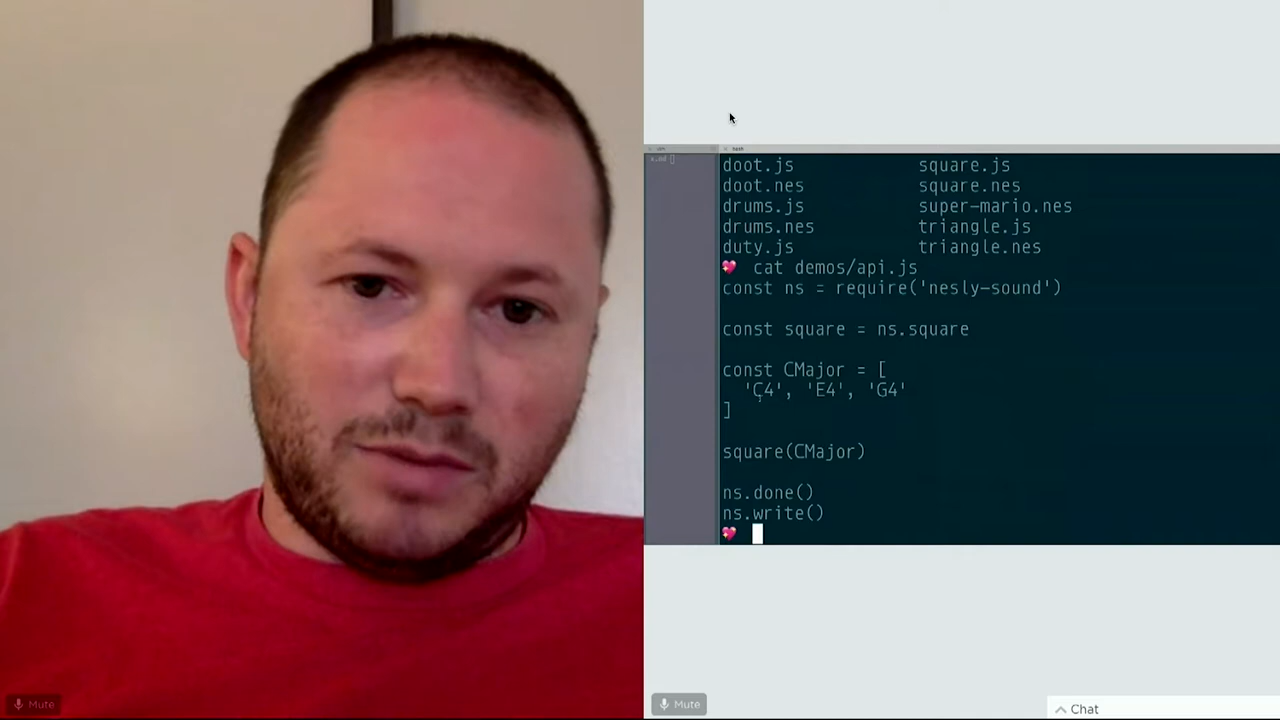 doot.js square.js
doot.nes square.nes
drums.js super-mario.nes
drums.nes triangle.js
duty.js triangle.nes
cat demos/api.js
const ns = require('nesly-sound')
const square = ns.square
const CMajor = [
'C4', 'E4', 'G4'
]
square(CMajor)
ns.done()
ns.write()
Mute
Mute
Chat